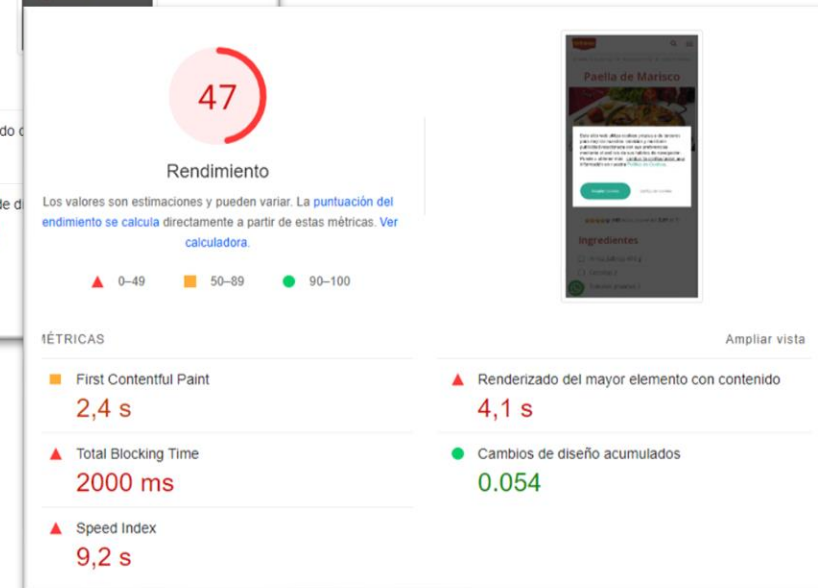 do
de d
47
Rendimiento
Los valores son estimaciones y pueden variar. La puntuación del
endimiento se calcula directamente a partir de estas métricas. Ver
calculadora.
0–49
50–89
90–100
Paella de Marisco
Ingredientes
MÉTRICAS
Ampliar vista
First Contentful Paint
2,4 s
Renderizado del mayor elemento con contenido
4,1 s
Total Blocking Time
2000 ms
Cambios de diseño acumulados
0.054
Speed Index
9,2 s